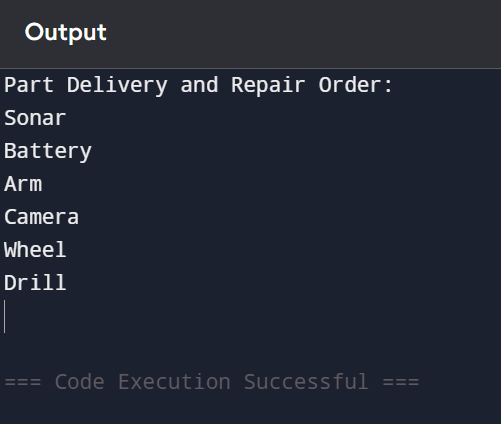 Output
Part Delivery and Repair Order:
Sonar
Battery
Arm
Camera
Wheel
Drill
=== Code Execution Successful ===